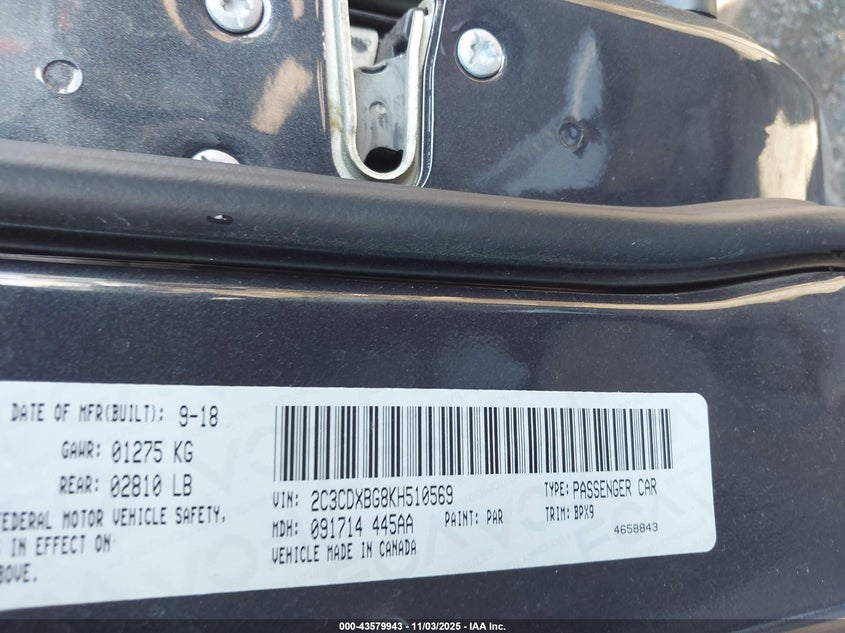 DATE OF MFR(BUILT): 9-18
GAWR: 01275 KG
REAR: 02810 LB
FEDERAL MOTOR VEHICLE SAFETY,
IN EFFECT ON
BOVE.
VIN: 2C3CDXBG8KH510569
TYPE: PASSENGER CAR
MDH: 091714 445AA
PAINT: PAR
TRIM: BPX9
VEHICLE MADE IN CANADA
4658843
000-43579943 - 11/03/2025 - IAA Inc.